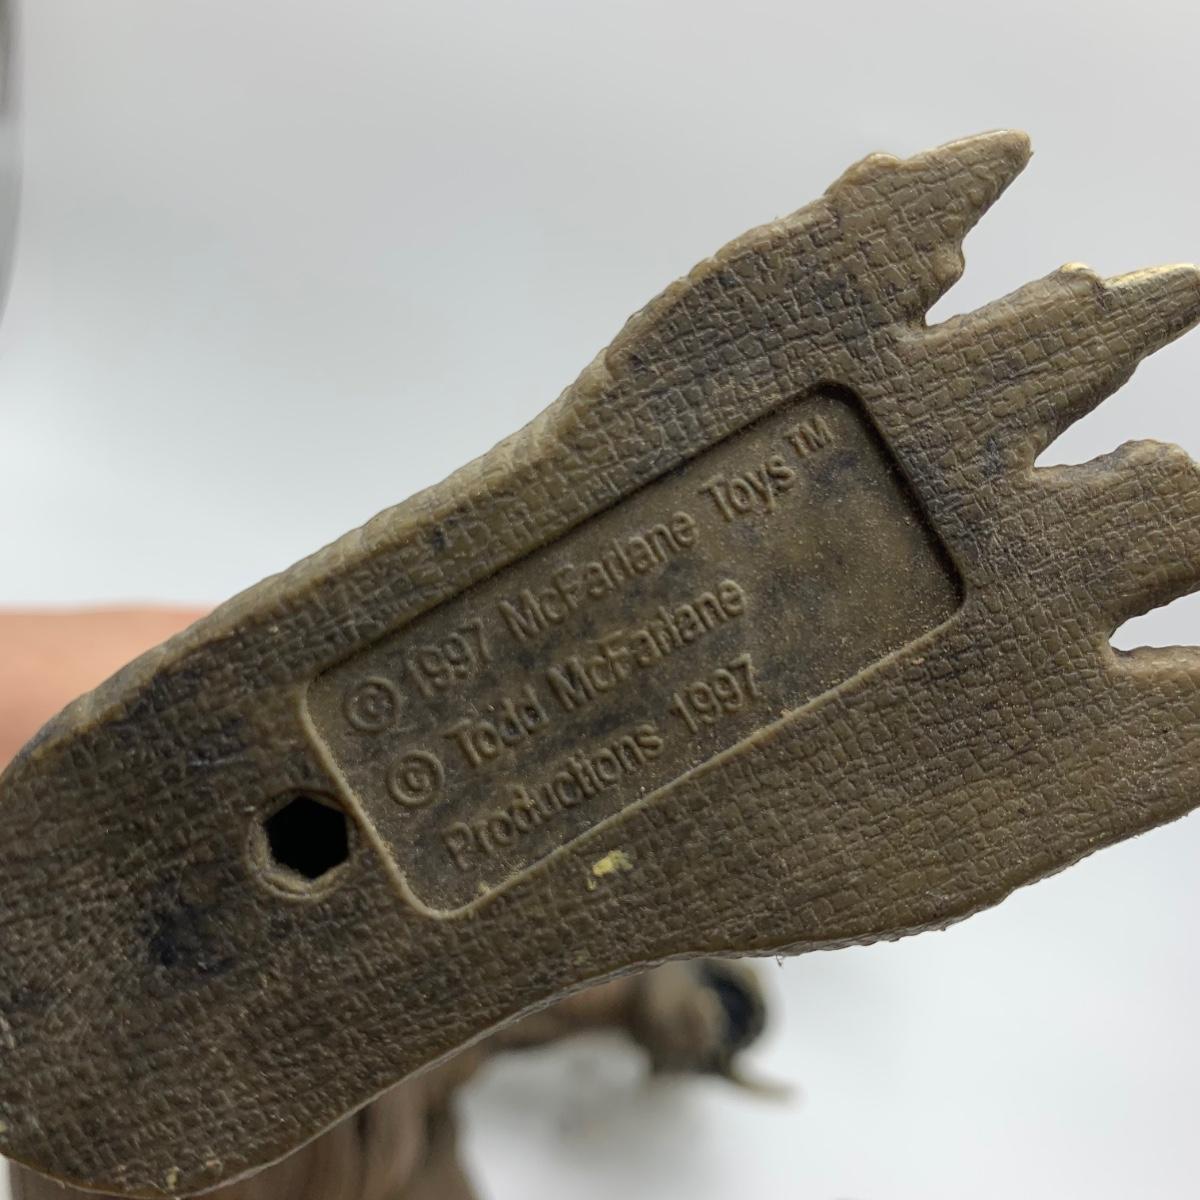 © 1997 McFarlane Toys™
© Todd McFarlane
Productions 1997